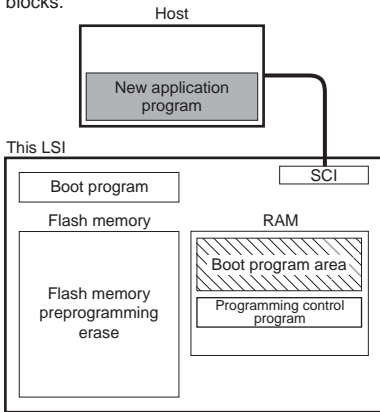 blocks.
Host
New application
program
This LSI
SCI
Boot program
Flash memory
RAM
Boot program area
Flash memory
preprogramming
erase
Programming control
program